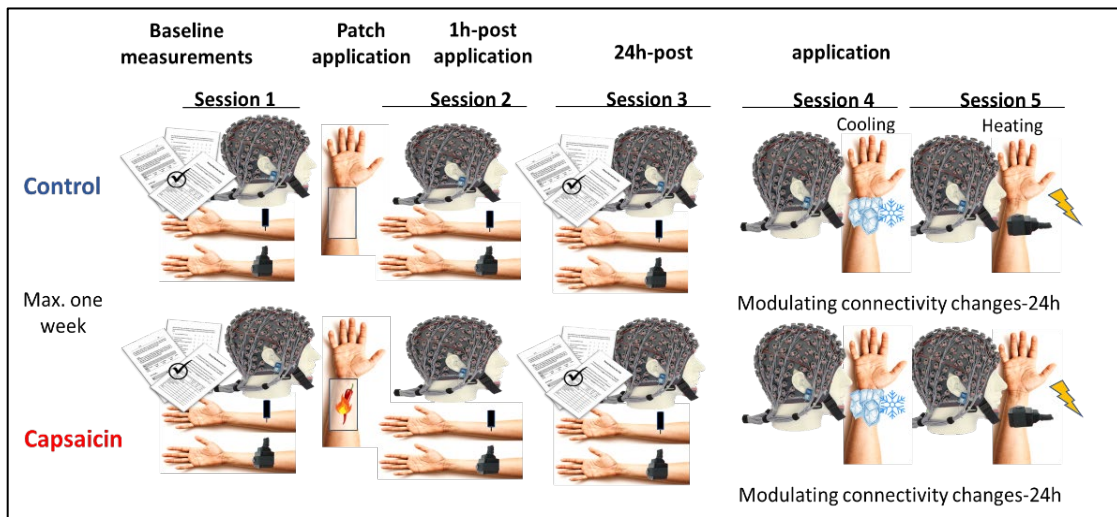 Baseline
measurements
Patch
application
1h-post
application
24h-post
application
Session 1
Session 2
Session 3
Session 4
Session 5
Cooling
Heating
Control
Modulating connectivity changes-24h
Max. one
week
Capsaicin
Modulating connectivity changes-24h